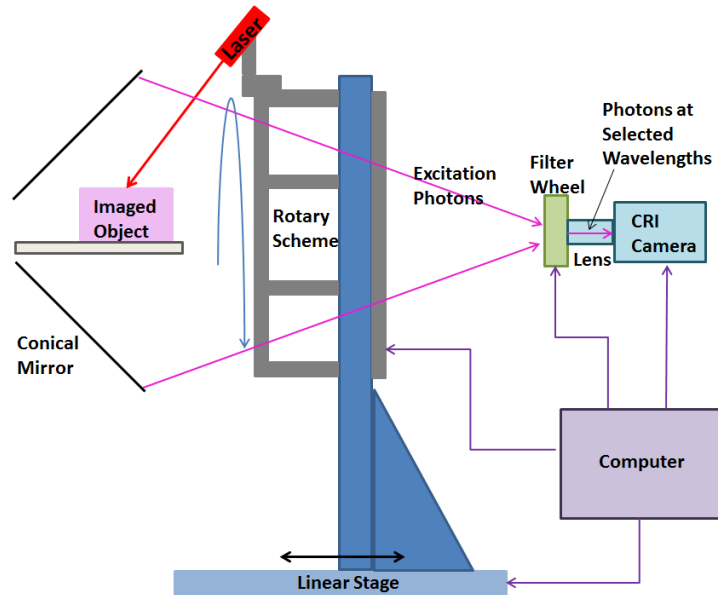 Laser
Photons at
Selected
Wavelengths
Excitation
Photons
Filter
Wheel
Imaged
Object
Rotary
Scheme
CRI
Camera
Lens
Conical
Mirror
Computer
Linear Stage